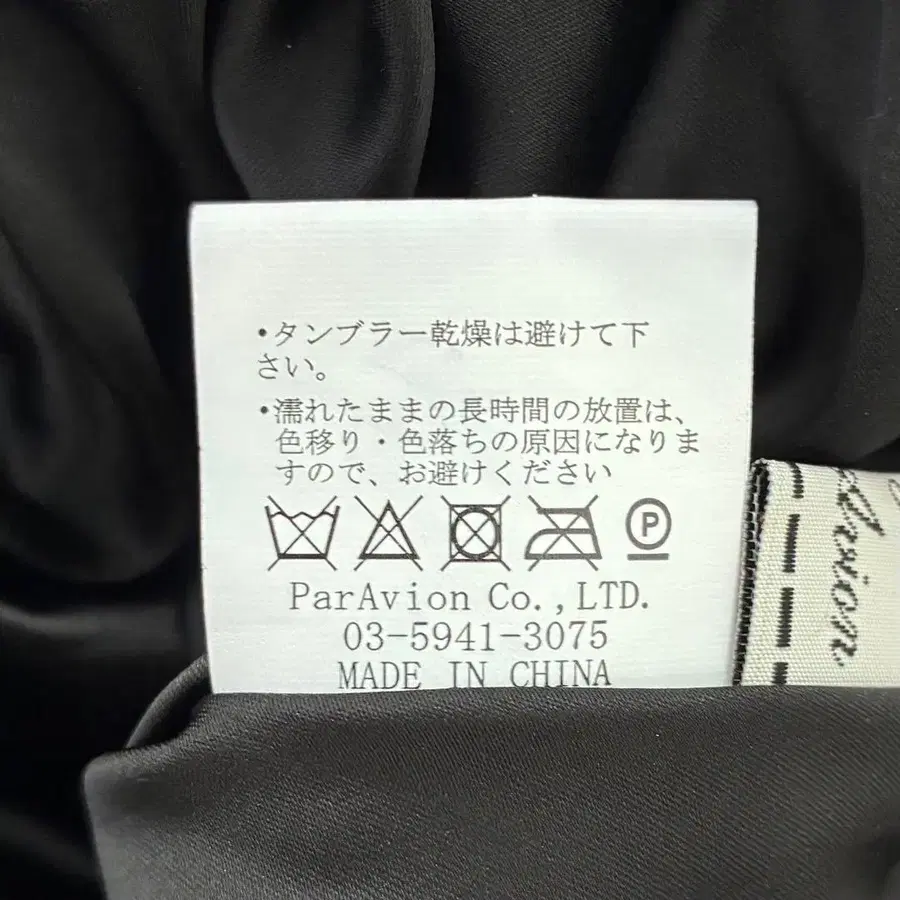 ・タンブラー乾燥は避けて下
さい。
・濡れたままの長時間の放置は、
色移り・色落ちの原因になりま
すので、お避けください
P
ParAvion Co.,LTD.
03-5941-3075
MADE IN CHINA
Avion